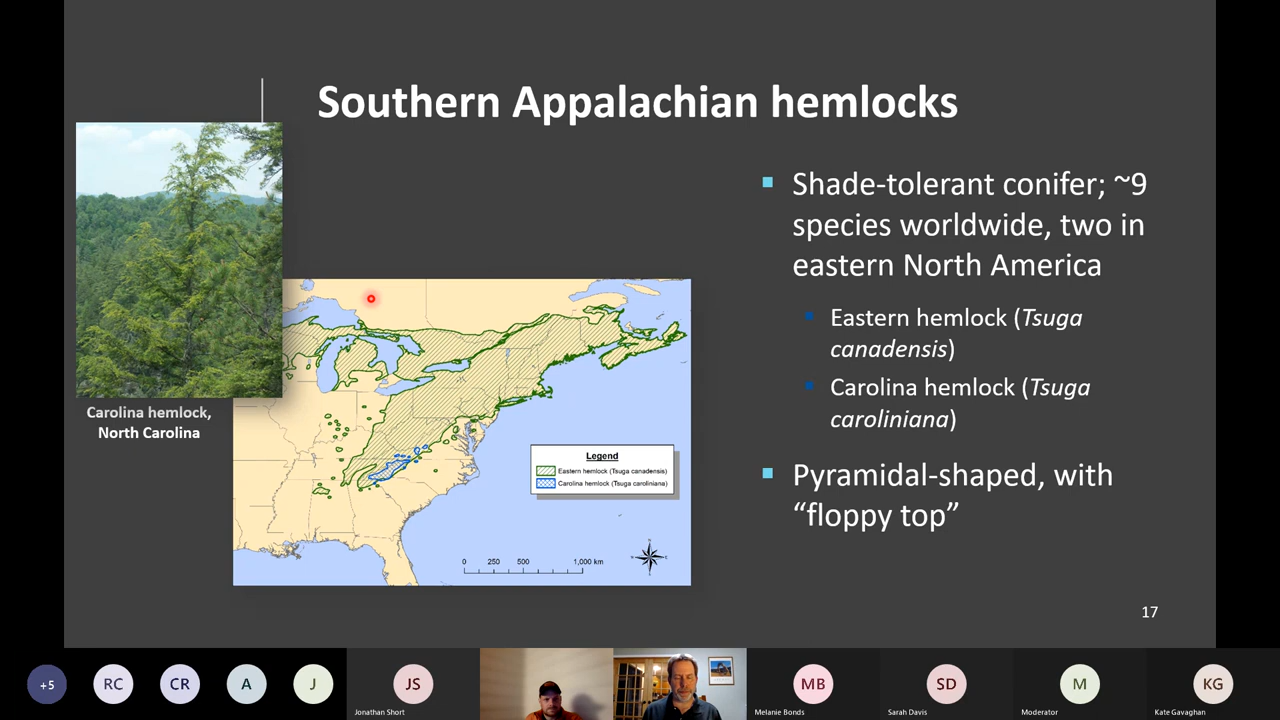 Southern Appalachian hemlocks
Carolina hemlock,
North Carolina
Legend
Eastern hemlock (Tsuga canadensis)
Carolina hemlock (Tsuga caroliniana)
0 250 500 1,000 km
Shade-tolerant conifer; ~9
species worldwide, two in
eastern North America
Eastern hemlock (Tsuga
canadensis)
Carolina hemlock (Tsuga
caroliniana)
Pyramidal-shaped, with
“floppy top”
17
+5
RC
CR
A
J
JS
Jonathan Short
MB
Melanie Bonds
SD
Sarah Davis
M
Moderator
KG
Kate Gavaghan